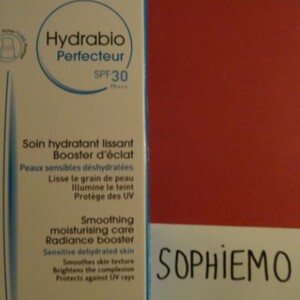 Hydrabio
Perfecteur
SPF30
PA+++
Soin hydratant lissant
Booster d'éclat
Peaux sensibles déshydratées
Lisse le grain de peau
Illumine le teint
Protège des UV
Smoothing
moisturising care
Radiance booster
Sensitive dehydrated skin
Smoothes skin texture
Brightens the complexion
Protects against UV rays
SOPHiEMO